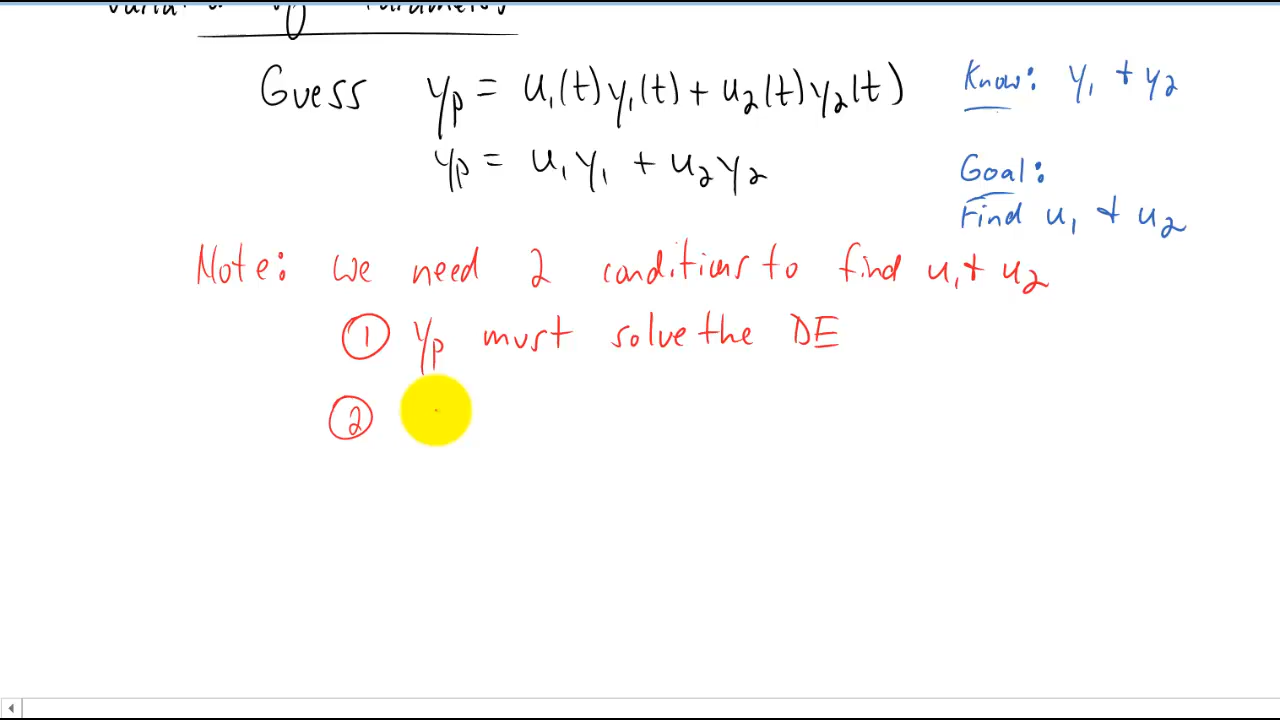 Guess yp = u₁(t)y₁(t) + u₂(t)y₂(t)
Know: y₁ + y₂
yp = u₁y₁ + u₂y₂
Goal:
Find u₁ + u₂
Note: we need 2 conditions to find u₁ + u₂
① yp must solve the DE
②